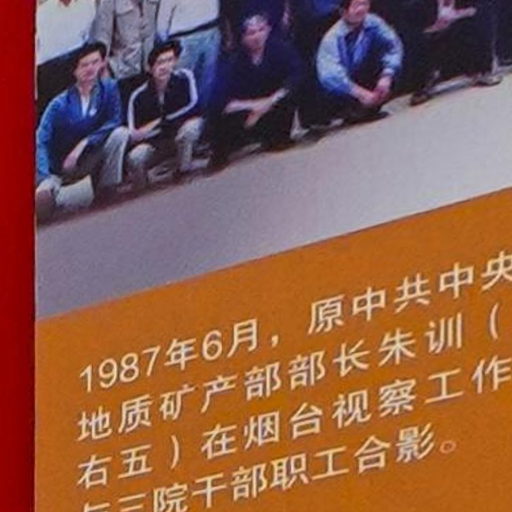 1987年6月，原中共中央
地质矿产部部长朱训（
右五）在烟台视察工作
与三院干部职工合影。